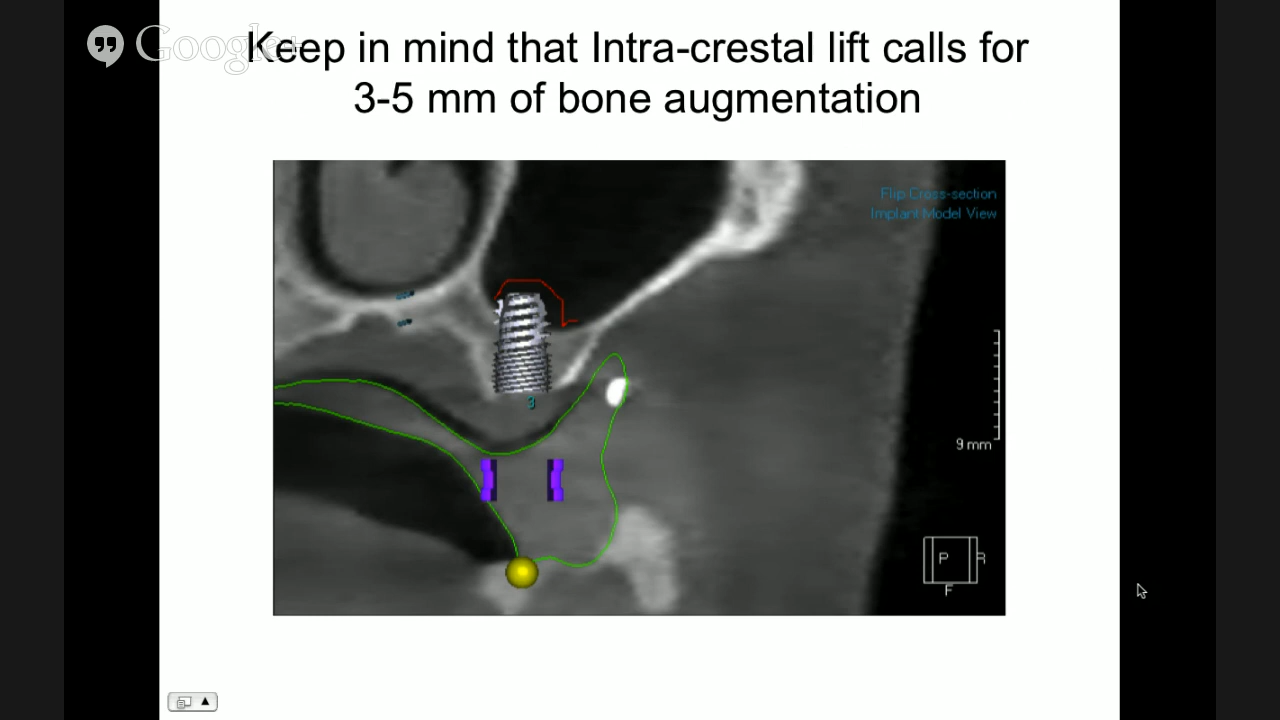 Google+
Keep in mind that Intra-crestal lift calls for
3-5 mm of bone augmentation
Flip Cross-section
Implant Model View
3
9 mm
P
R
F